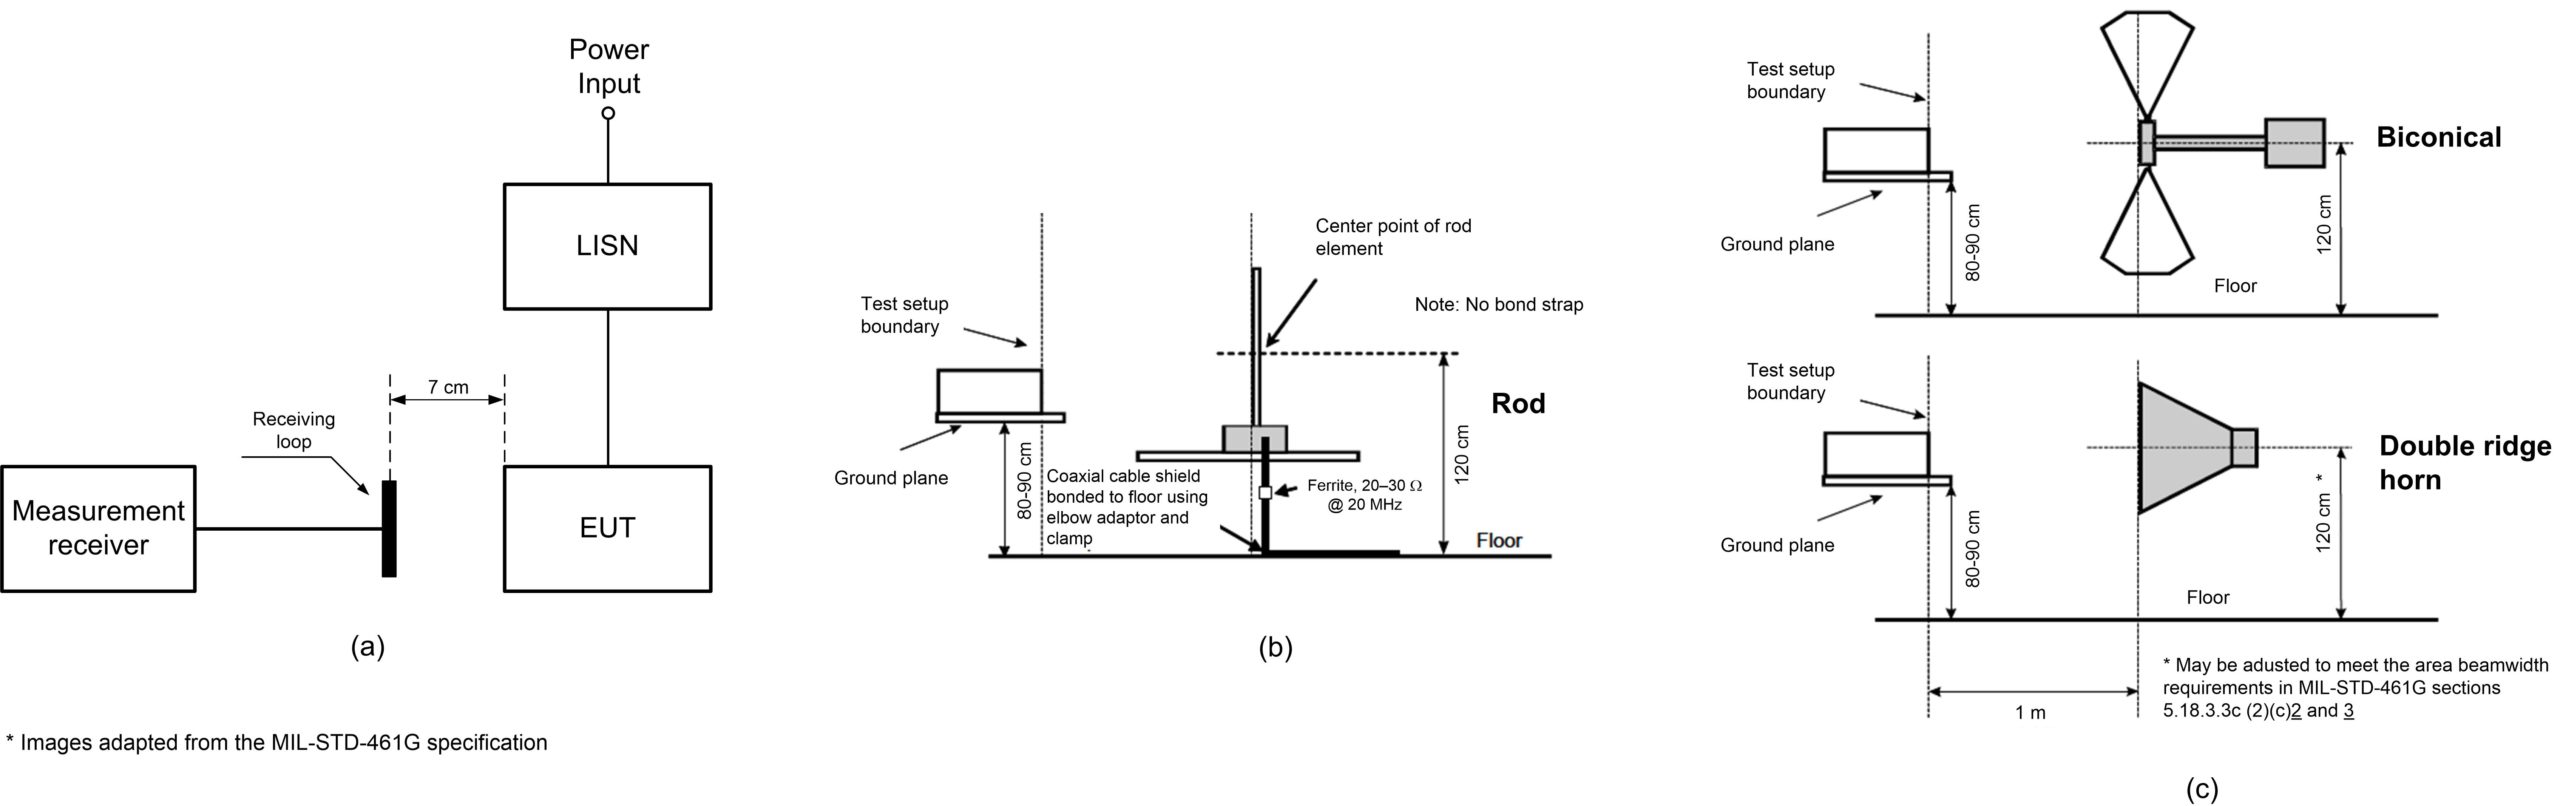 Power
Input
LISN
7 cm
Receiving
loop
Measurement
receiver
EUT
(a)
* Images adapted from the MIL-STD-461G specification
Center point of rod
element
Test setup
boundary
Note: No bond strap
Rod
Ground plane
80-90 cm
Coaxial cable shield
bonded to floor using
elbow adaptor and
clamp
Ferrite, 20–30 Ω
@ 20 MHz
120 cm
Floor
(b)
Test setup
boundary
Biconical
Ground plane
80-90 cm
120 cm
Floor
Test setup
boundary
Double ridge
horn
Ground plane
80-90 cm
120 cm *
Floor
1 m
* May be adusted to meet the area beamwidth
requirements in MIL-STD-461G sections
5.18.3.3c (2)(c)2 and 3
(c)